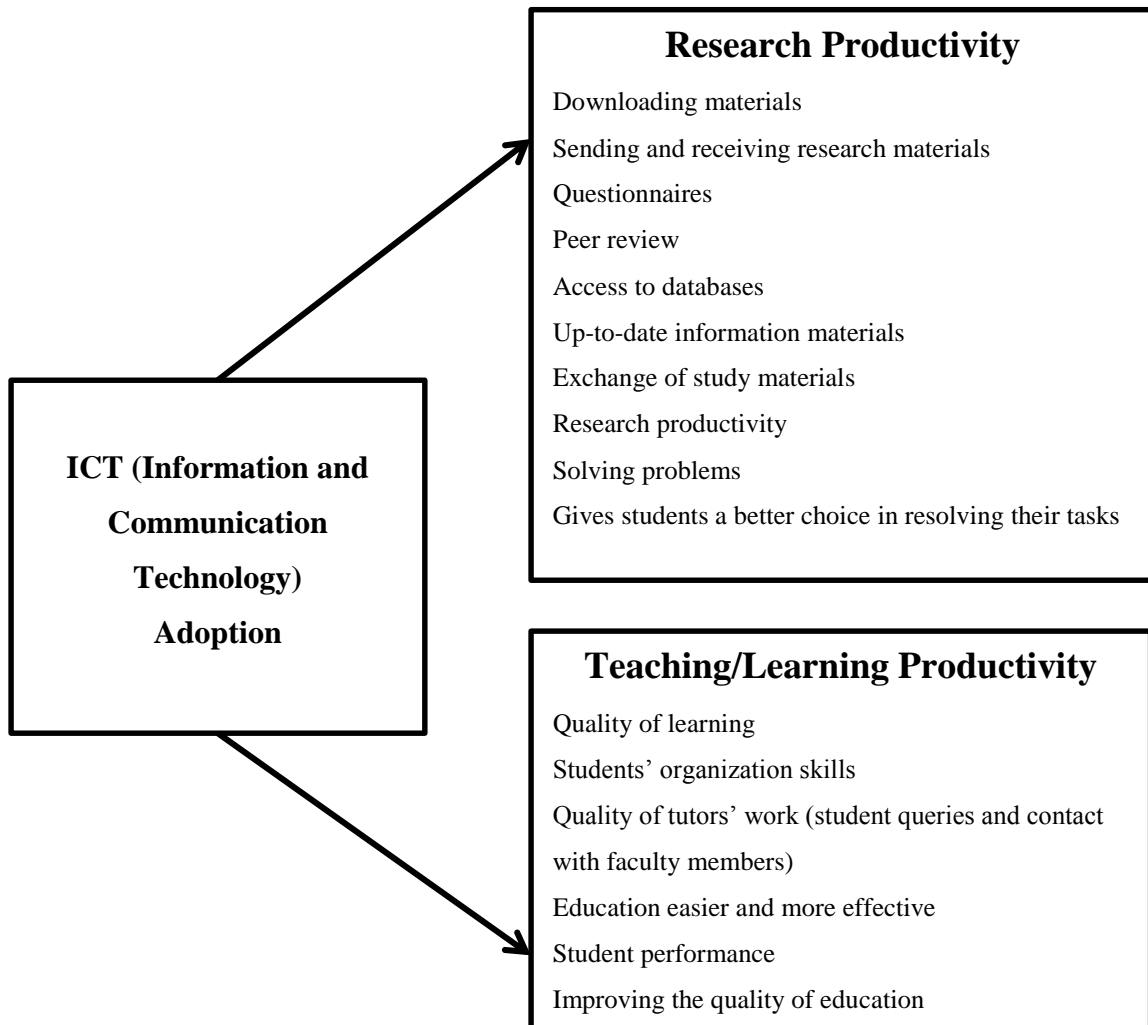 Research Productivity
Downloading materials
Sending and receiving research materials
Questionnaires
Peer review
Access to databases
Up-to-date information materials
Exchange of study materials
Research productivity
Solving problems
Gives students a better choice in resolving their tasks
ICT (Information and
Communication
Technology)
Adoption
Teaching/Learning Productivity
Quality of learning
Students’ organization skills
Quality of tutors’ work (student queries and contact
with faculty members)
Education easier and more effective
Student performance
Improving the quality of education